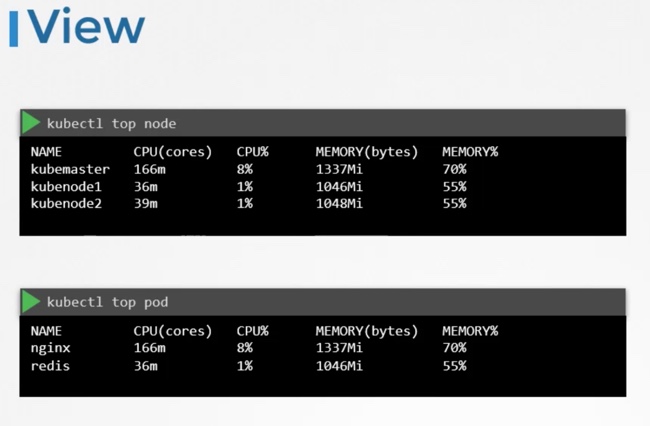 View
kubectl top node
NAME CPU(cores) CPU% MEMORY(bytes) MEMORY%
kubemaster 166m 8% 1337Mi 70%
kubenode1 36m 1% 1046Mi 55%
kubenode2 39m 1% 1048Mi 55%
kubectl top pod
NAME CPU(cores) CPU% MEMORY(bytes) MEMORY%
nginx 166m 8% 1337Mi 70%
redis 36m 1% 1046Mi 55%